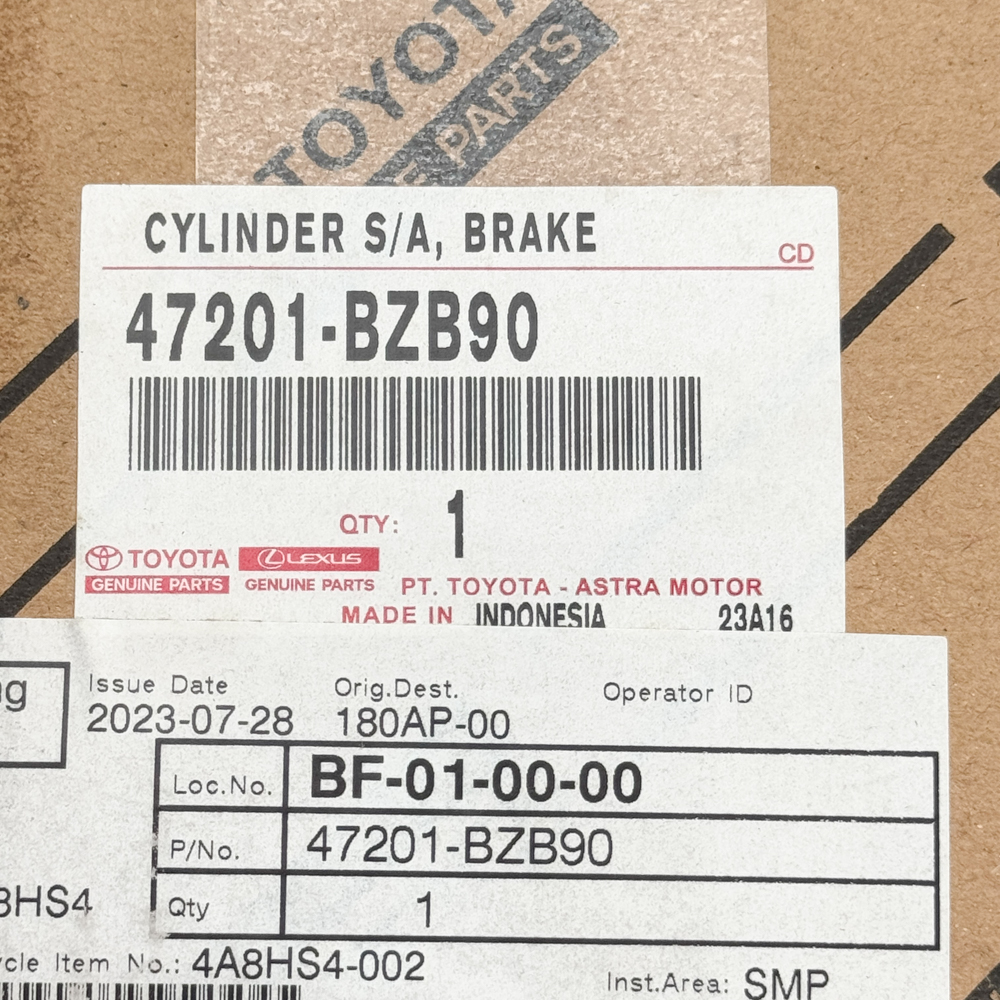 TOYOTA
PARTS
CYLINDER S/A, BRAKE
CD
47201-BZB90
QTY: 1
TOYOTA LEXUS
GENUINE PARTS GENUINE PARTS PT. TOYOTA - ASTRA MOTOR
MADE IN INDONESIA 23A16
Issue Date Orig.Dest. Operator ID
2023-07-28 180AP-00
Loc.No. BF-01-00-00
P/No. 47201-BZB90
Qty 1
Item No.: 4A8HS4-002
Inst.Area: SMP